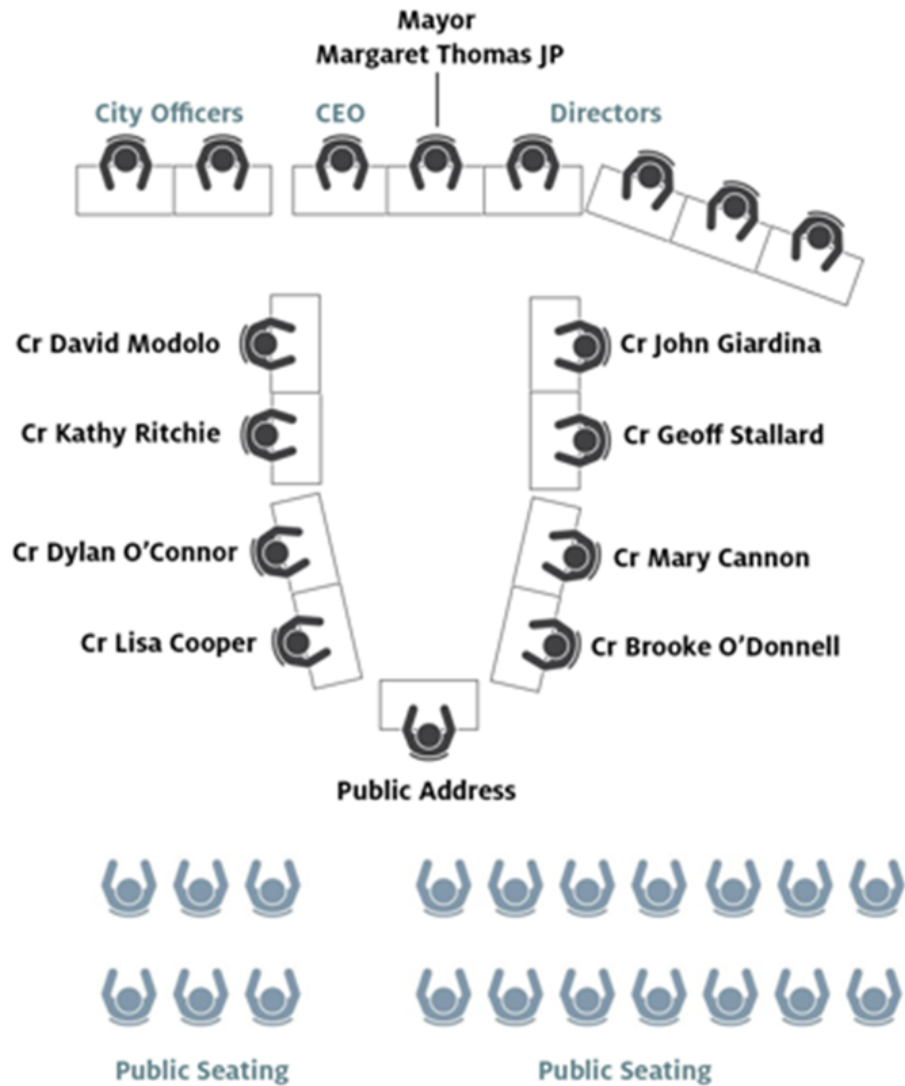 Mayor
Margaret Thomas JP
City Officers
CEO
Directors
Cr David Modolo
Cr John Giardina
Cr Kathy Ritchie
Cr Geoff Stallard
Cr Dylan O’Connor
Cr Mary Cannon
Cr Lisa Cooper
Cr Brooke O’Donnell
Public Address
Public Seating
Public Seating